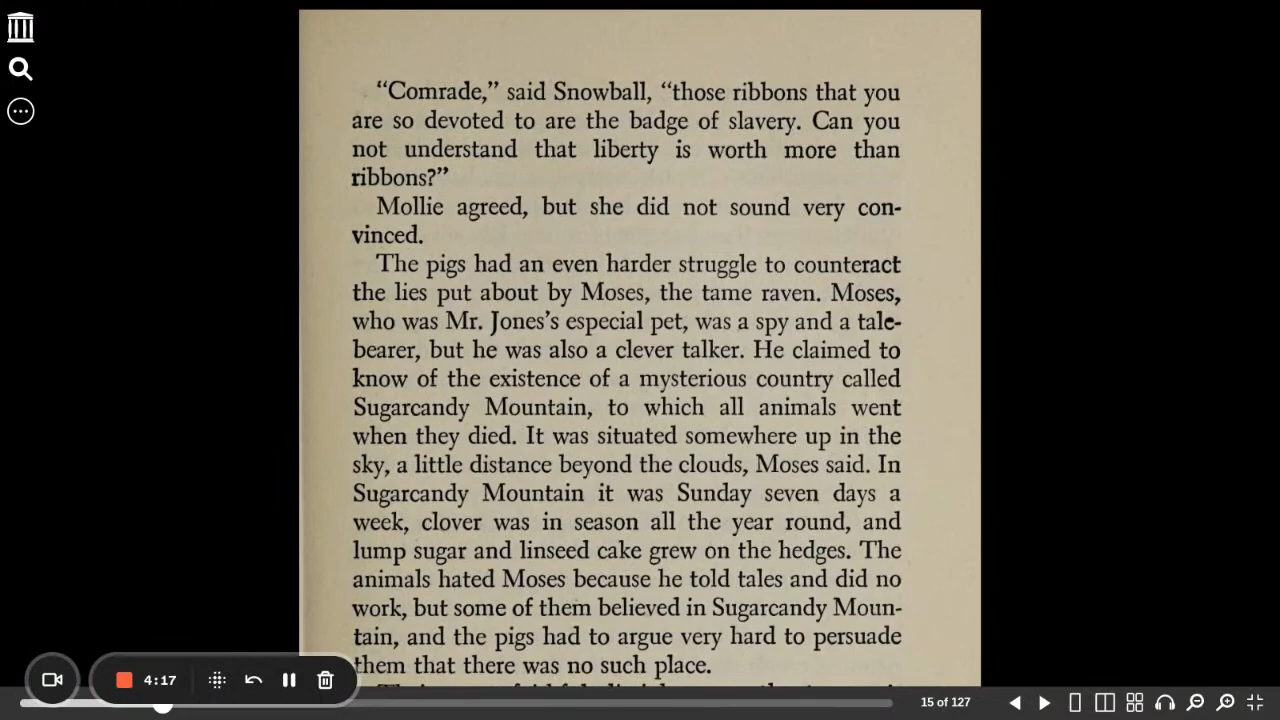 “Comrade,” said Snowball, “those ribbons that you
are so devoted to are the badge of slavery. Can you
not understand that liberty is worth more than
ribbons?”
Mollie agreed, but she did not sound very con-
vinced.
The pigs had an even harder struggle to counteract
the lies put about by Moses, the tame raven. Moses,
who was Mr. Jones’s especial pet, was a spy and a tale-
bearer, but he was also a clever talker. He claimed to
know of the existence of a mysterious country called
Sugarcandy Mountain, to which all animals went
when they died. It was situated somewhere up in the
sky, a little distance beyond the clouds, Moses said. In
Sugarcandy Mountain it was Sunday seven days a
week, clover was in season all the year round, and
lump sugar and linseed cake grew on the hedges. The
animals hated Moses because he told tales and did no
work, but some of them believed in Sugarcandy Moun-
tain, and the pigs had to argue very hard to persuade
them that there was no such place.
4:17
15 of 127